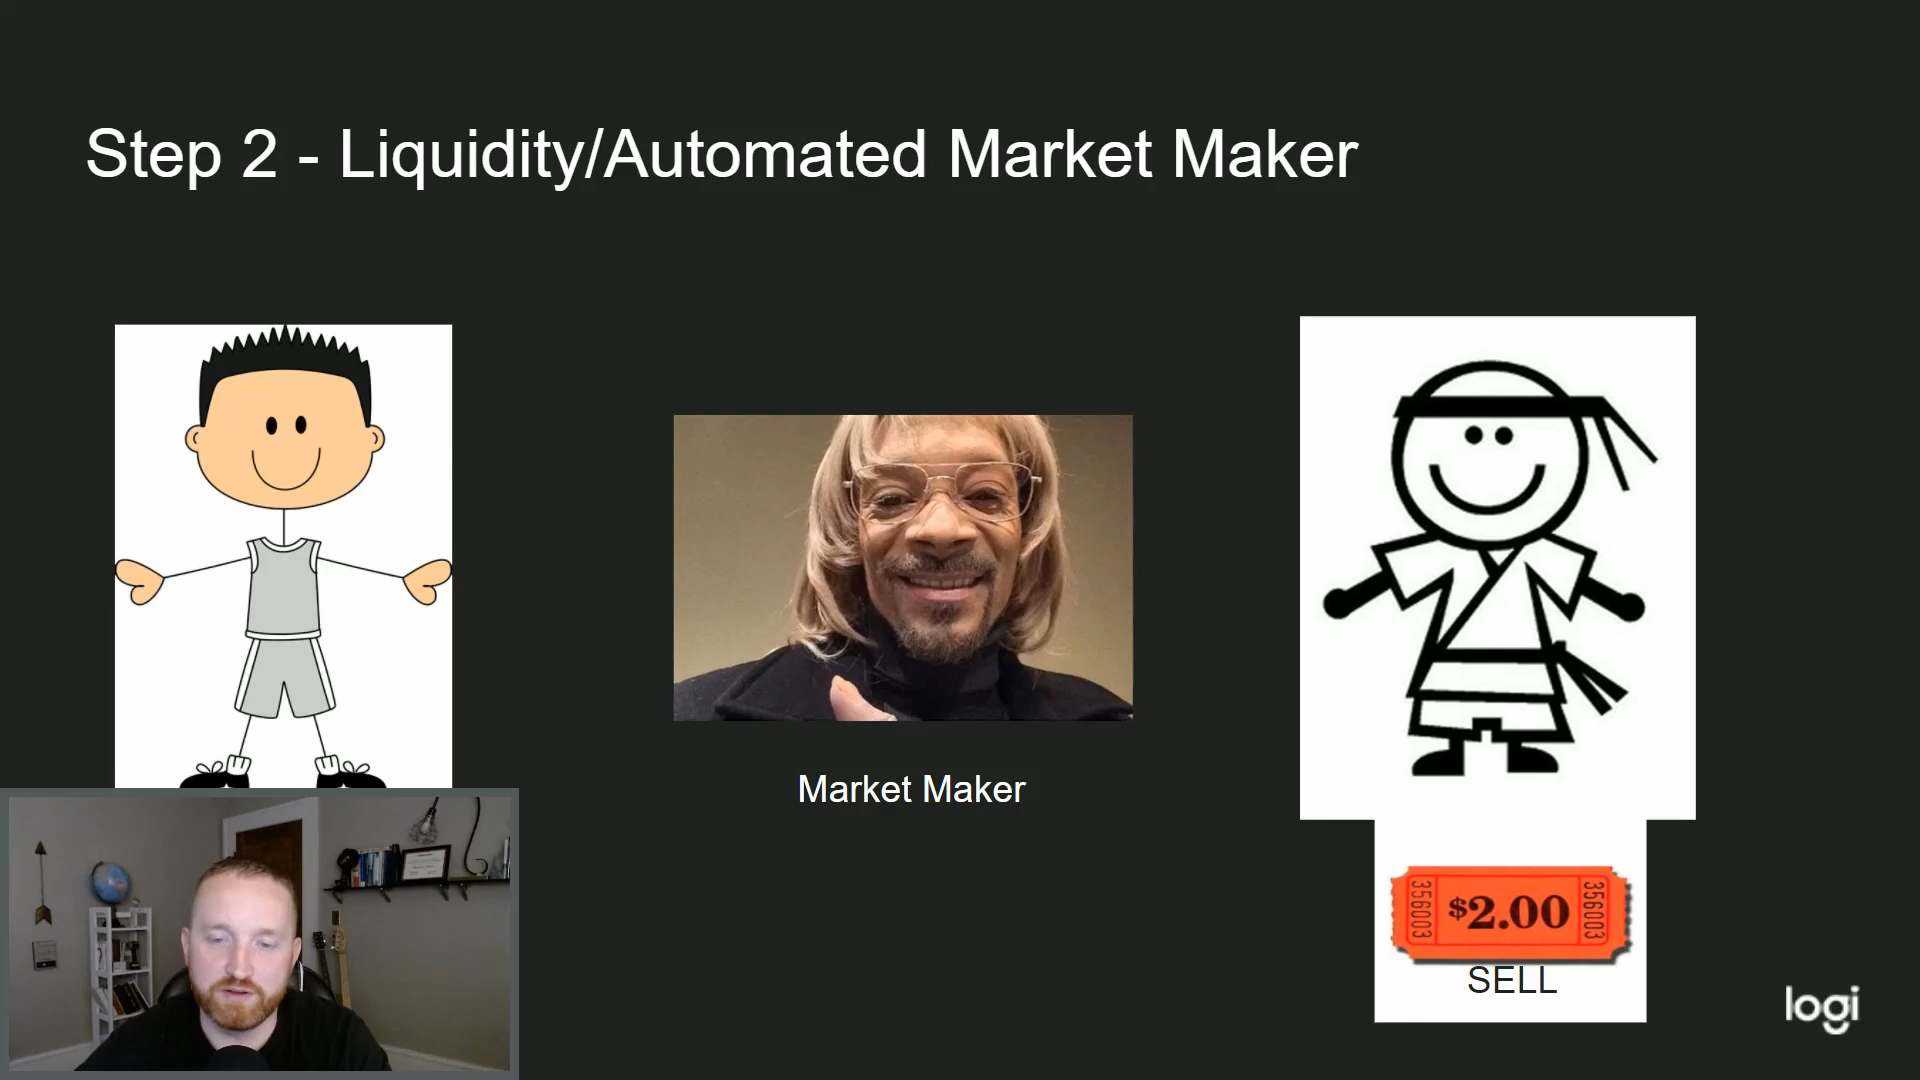 Step 2 - Liquidity/Automated Market Maker
Market Maker
356003
$2.00
356003
SELL
logi